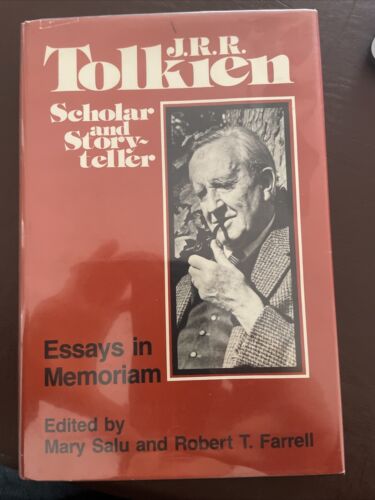 J.R.R.
Tolkien
Scholar
and
Story-
teller
Essays in
Memoriam
Edited by
Mary Salu and Robert T. Farrell